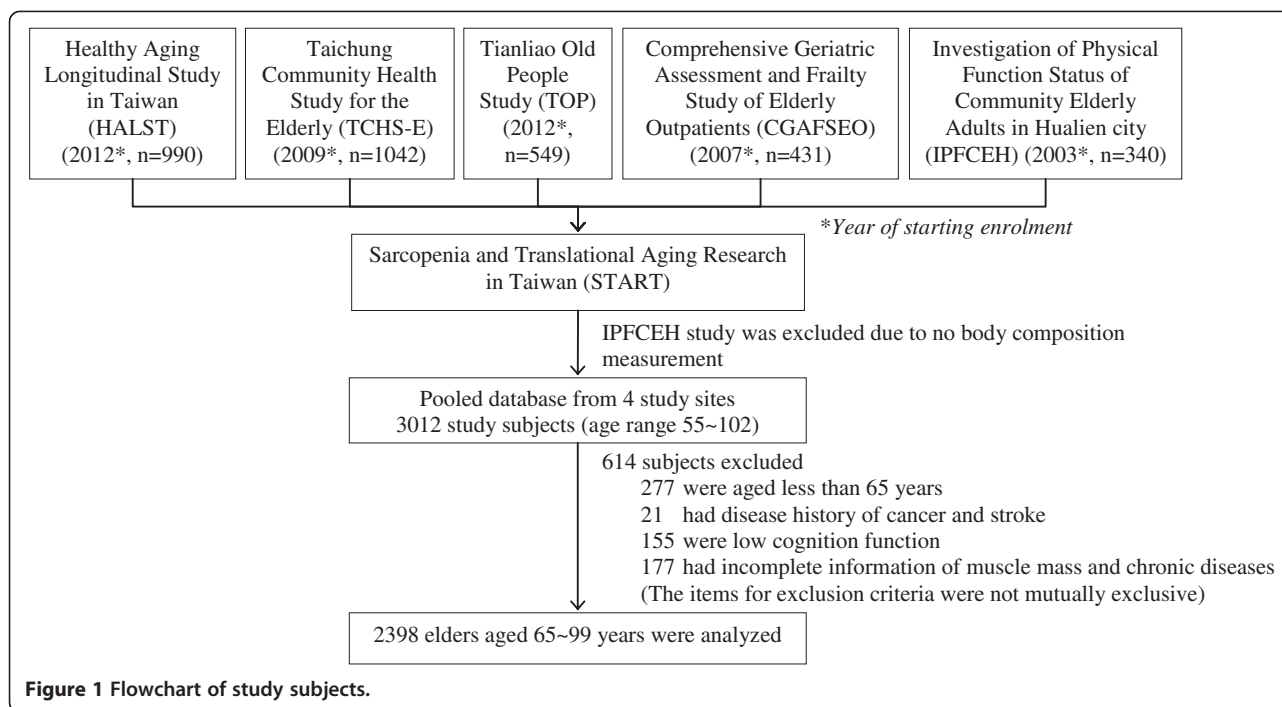 Healthy Aging
Longitudinal Study
in Taiwan
(HALST)
(2012*, n=990)
Taichung
Community Health
Study for the
Elderly (TCHS-E)
(2009*, n=1042)
Tianliao Old
People
Study (TOP)
(2012*,
n=549)
Comprehensive Geriatric
Assessment and Frailty
Study of Elderly
Outpatients (CGAFSEO)
(2007*, n=431)
Investigation of Physical
Function Status of
Community Elderly
Adults in Hualien city
(IPFCEH) (2003*, n=340)
*Year of starting enrolment
Sarcopenia and Translational Aging Research
in Taiwan (START)
IPFCEH study was excluded due to no body composition
measurement
Pooled database from 4 study sites
3012 study subjects (age range 55~102)
614 subjects excluded
277 were aged less than 65 years
21 had disease history of cancer and stroke
155 were low cognition function
177 had incomplete information of muscle mass and chronic diseases
(The items for exclusion criteria were not mutually exclusive)
2398 elders aged 65~99 years were analyzed
Figure 1 Flowchart of study subjects.